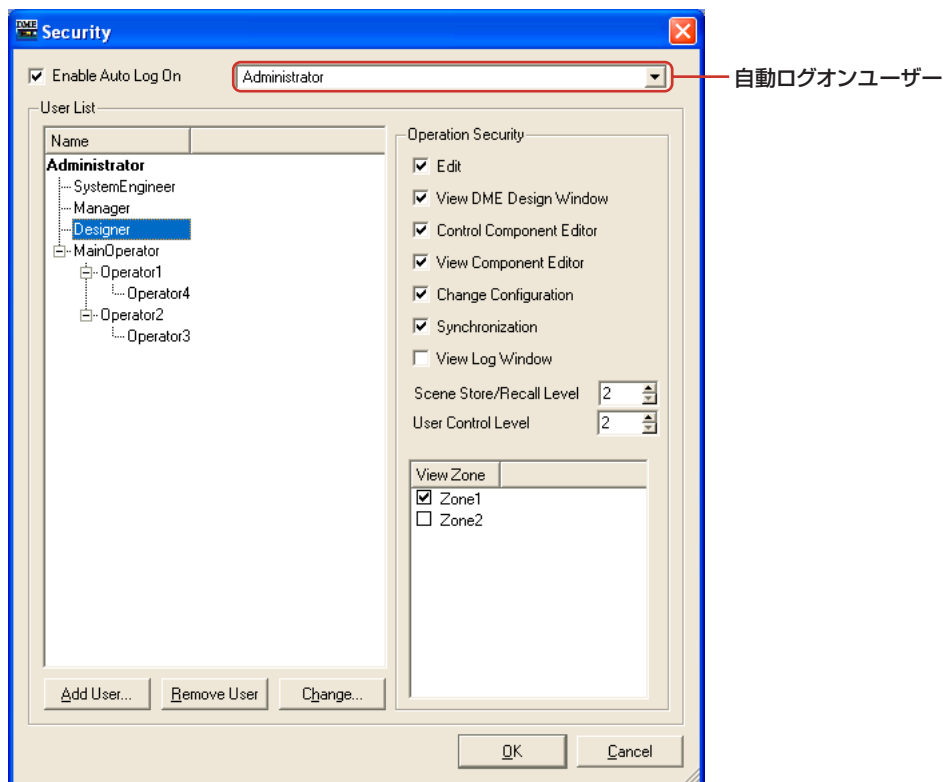 DME
Security
Enable Auto Log On
Administrator
自動ログオンユーザー
User List
Name
Administrator
SystemEngineer
Manager
Designer
MainOperator
Operator1
Operator4
Operator2
Operator3
Operation Security
Edit
View DME Design Window
Control Component Editor
View Component Editor
Change Configuration
Synchronization
View Log Window
Scene Store/Recall Level 2
User Control Level 2
View Zone
Zone1
Zone2
Add User... Remove User Change...
OK Cancel